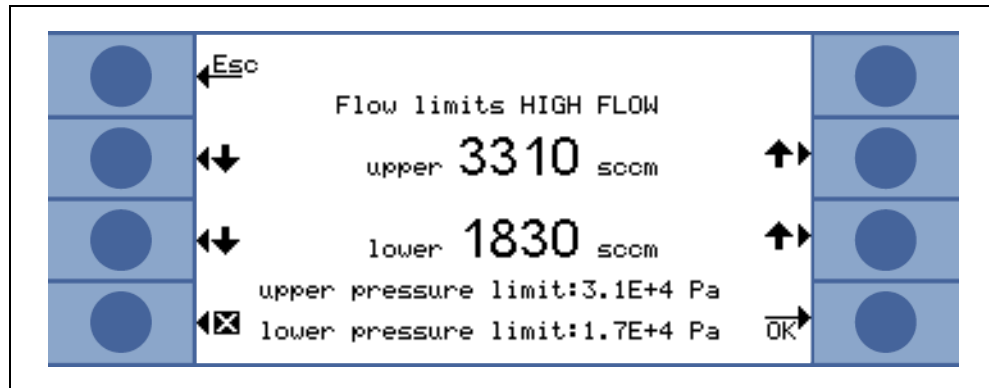 Esc
Flow limits HIGH FLOW
upper 3310 sccm
lower 1830 sccm
upper pressure limit:3.1E+4 Pa
lower pressure limit:1.7E+4 Pa
OK